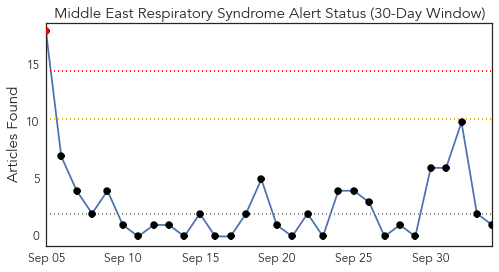 Middle East Respiratory Syndrome Alert Status (30-Day Window)
Articles Found
15
10
5
0
Sep 05 Sep 10 Sep 15 Sep 20 Sep 25 Sep 30